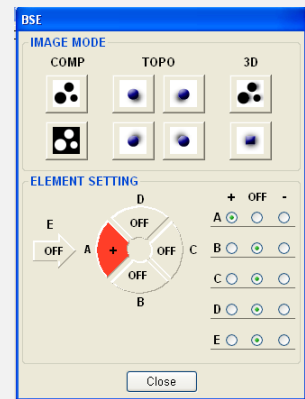 BSE
IMAGE MODE
COMP TOPO 3D
ELEMENT SETTING
+ OFF -
D
E OFF A
OFF A + OFF C B
OFF C
B D
E
Close